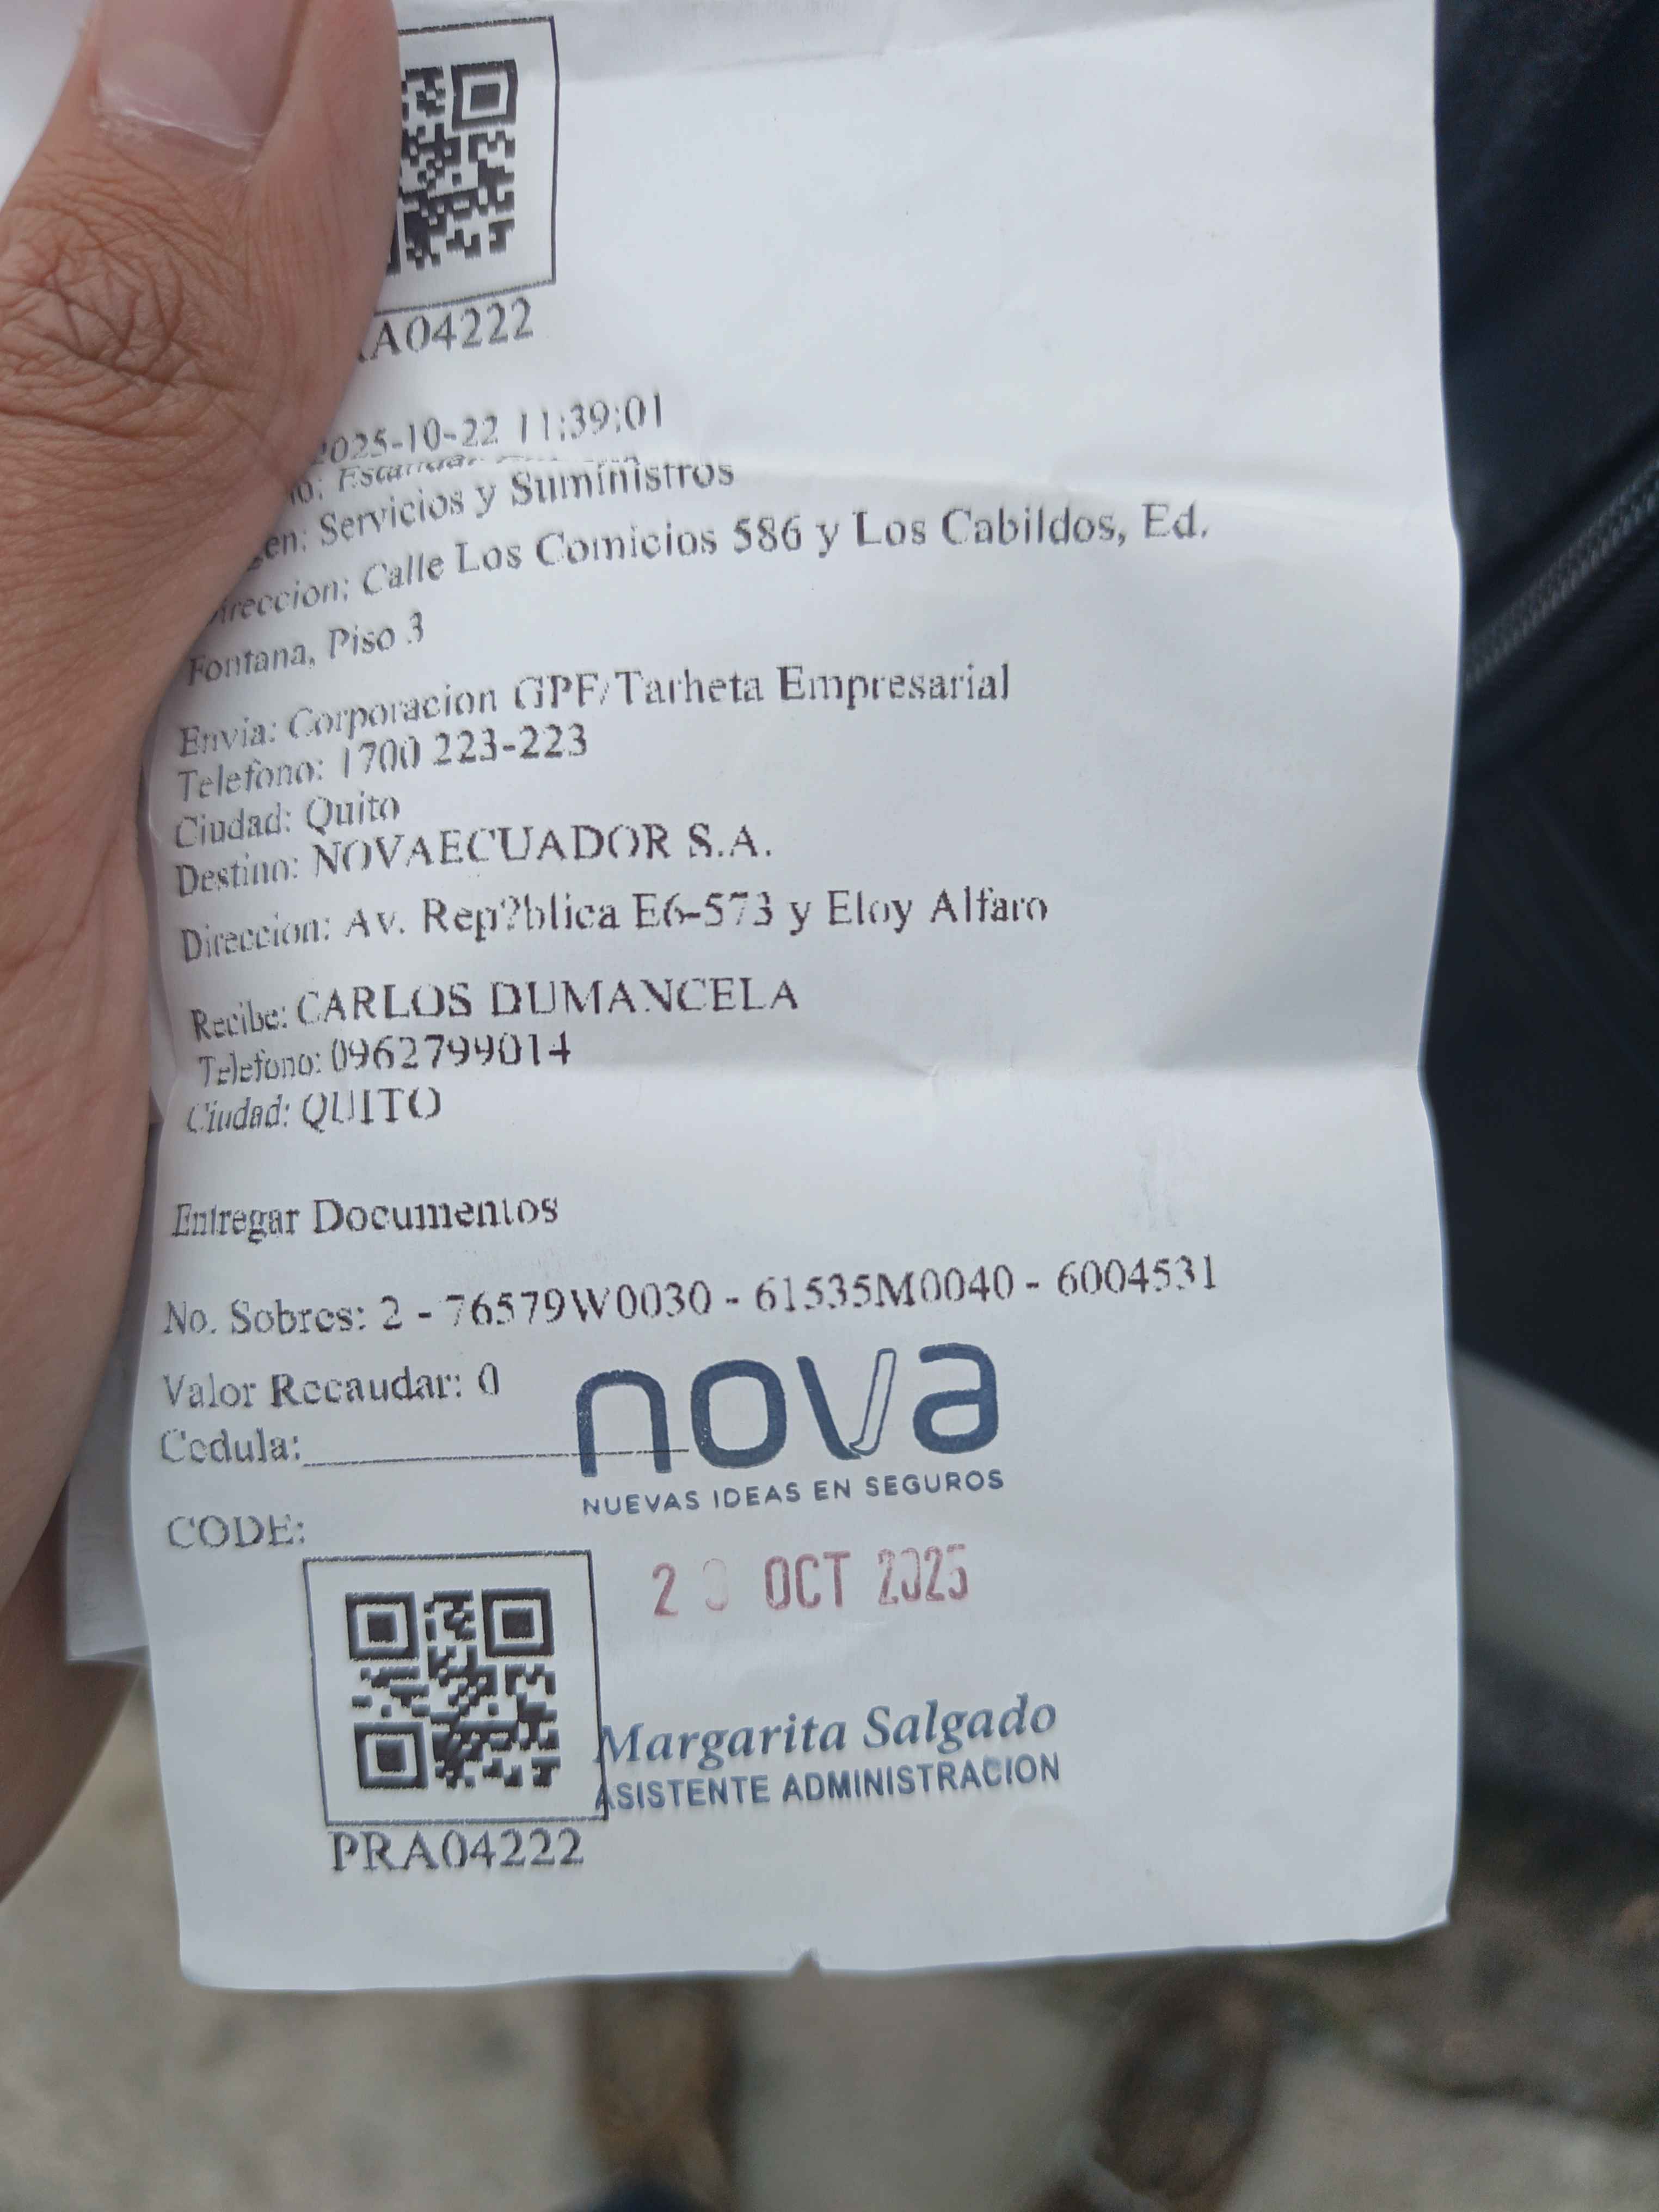 A04222
2025-10-22 11:39:01
Servicios y Suministros
Direccion: Calle Los Comicios 586 y Los Cabildos, Ed.
Fontana, Piso 3
Envia: Corporacion GPF/Tarheta Empresarial
Telefono: 1700 223-223
Ciudad: Quito
Destino: NOVAECUADOR S.A.
Direccion: Av. Rep?blica E6-573 y Eloy Alfaro
Recibe: CARLOS DUMANCELA
Telefono: 0962799014
Ciudad: QUITO
Entregar Documentos
No. Sobres: 2 - 76579W0030 - 61535M0040 - 6004531
Valor Recaudar: 0
Cedula:
nova
NUEVAS IDEAS EN SEGUROS
CODE:
OCT 2025
Margarita Salgado
ASISTENTE ADMINISTRACION
PRA04222